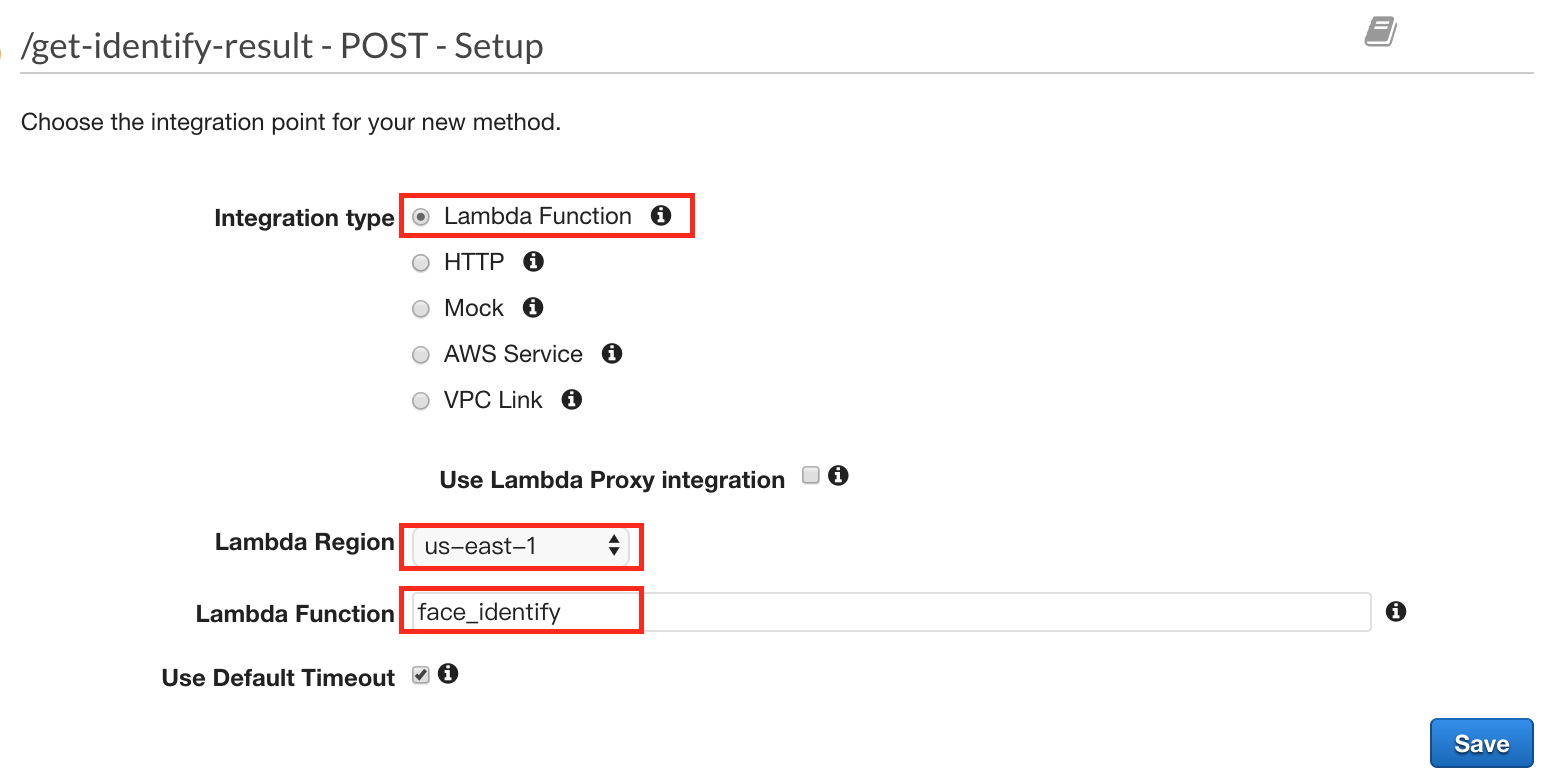 /get-identify-result - POST - Setup
Choose the integration point for your new method.
Integration type Lambda Function
HTTP
Mock
AWS Service
VPC Link
Use Lambda Proxy integration
Lambda Region us-east-1
Lambda Function face_identify
Use Default Timeout
Save